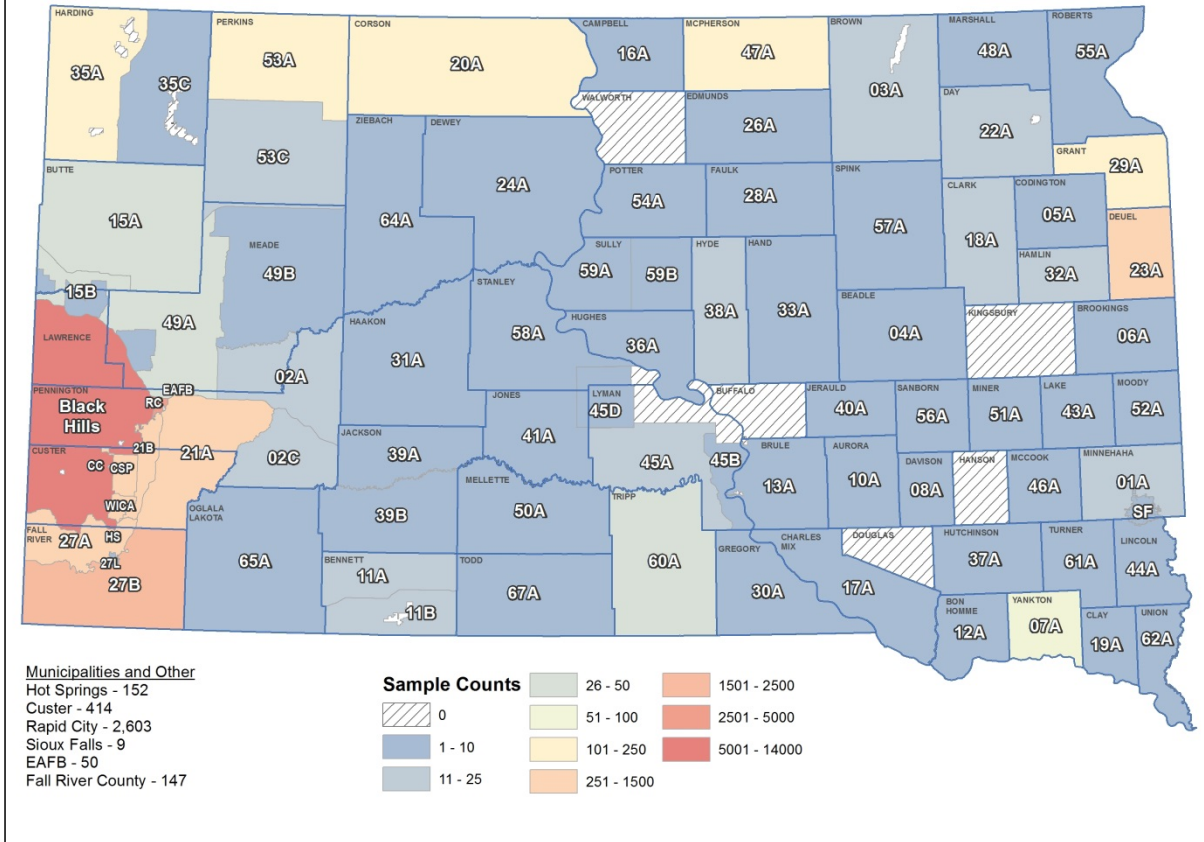 HARDING
PERKINS
CORSON
CAMPBELL
MCPHERSON
BROWN
MARSHALL
ROBERTS
35A
35C
53A
20A
16A
47A
03A
48A
55A
WALWORTH
EDMUNDS
DAY
26A
22A
53C
ZIEBACH
DEWEY
GRANT
29A
BUTTE
POTTER
FAULK
SPINK
CLARK
CODINGTON
24A
54A
28A
05A
15A
64A
57A
DEUEL
MEADE
49B
SULLY
HYDE
HAND
18A
HAMLIN
32A
23A
59A
59B
STANLEY
15B
BEADLE
KINGSBURY
BROOKINGS
49A
HAAKON
58A
HUGHES
38A
33A
04A
06A
LAWRENCE
31A
36A
02A
PENNINGTON
EAFB
RC
Black
Hills
JONES
LYMAN
45D
BUFFALO
JERAULD
40A
SANBORN
56A
MINER
51A
LAKE
43A
MOODY
52A
CUSTER
21B
21A
CC
CSP
02C
JACKSON
39A
41A
45A
45B
BRULE
13A
AURORA
10A
DAVISON
08A
HANSON
MCCOOK
46A
MINNEHAHA
01A
SF
WICA
OGLALA
LAKOTA
MELLETTE
50A
TRIPP
39B
FALL
RIVER
27A
HS
27L
27B
65A
BENNETT
11A
11B
TODD
67A
60A
GREGORY
30A
CHARLES
MIX
17A
DOUGLAS
HUTCHINSON
37A
TURNER
61A
LINCOLN
44A
BON
HOMME
12A
YANKTON
07A
CLAY
19A
UNION
62A
Municipalities and Other
Hot Springs - 152
Custer - 414
Rapid City - 2,603
Sioux Falls - 9
EAFB - 50
Fall River County - 147
Sample Counts
0
1 - 10
11 - 25
26 - 50
51 - 100
101 - 250
251 - 1500
1501 - 2500
2501 - 5000
5001 - 14000